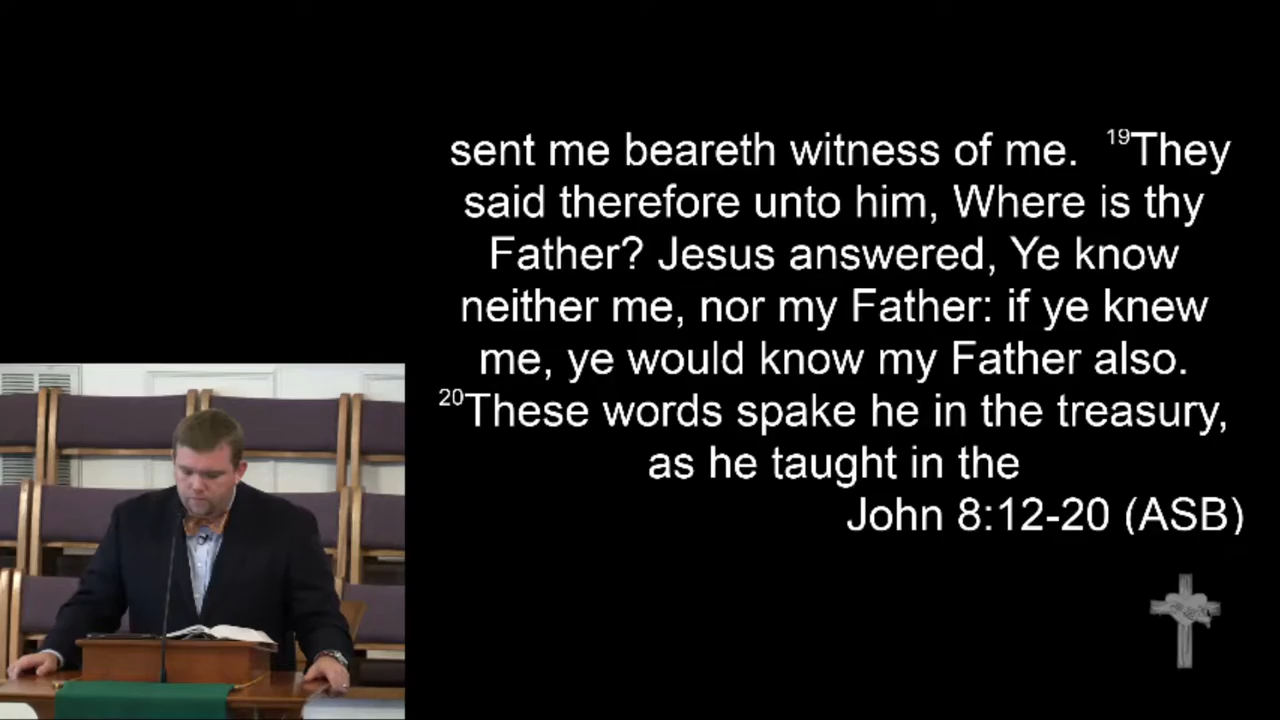 sent me beareth witness of me. ¹⁹They
said therefore unto him, Where is thy
Father? Jesus answered, Ye know
neither me, nor my Father: if ye knew
me, ye would know my Father also.
²⁰These words spake he in the treasury,
as he taught in the
John 8:12-20 (ASB)